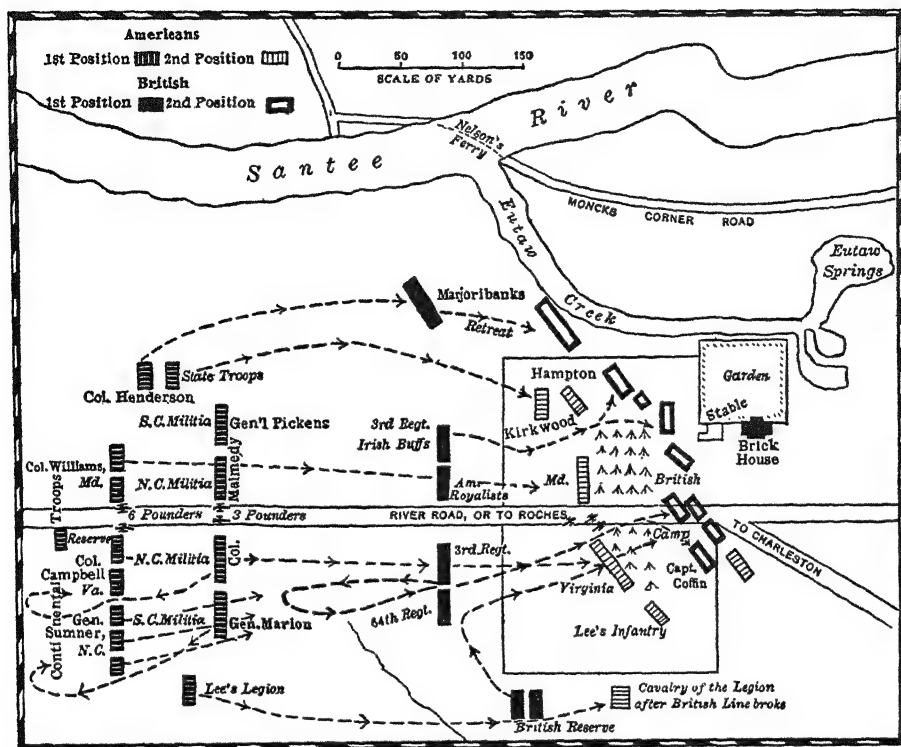 Americans
1st Position 2nd Position
British
1st Position 2nd Position
0 50 100 150
SCALE OF YARDS
River
Santee
Nelson's
Ferry
MONCKS CORNER ROAD
Eutaw
Creek
Eutaw
Springs
Marjoribanks
Retreat
State Troops
Col. Henderson
Hampton
Kirkwood
Garden
Stable
Brick
House
S.C. Militia
Gen'l Pickens
3rd Regt.
Irish Buffs
Col. Williams,
Md.
N.C. Militia
Malmedy
Am.
Royalists
Md.
British
Troops
6 Pounders
3 Pounders
RIVER ROAD, OR TO ROCHES
Reserve
Camp
TO CHARLESTON
Col.
Campbell
Va.
N.C. Militia
Col.
3rd Regt.
Virginia
Capt.
Coffin
Continental
Gen.
Sumner,
N.C.
S.C. Militia
Gen. Marion
64th Regt.
Lee's Infantry
Lee's Legion
British Reserve
Cavalry of the Legion
after British Line broks